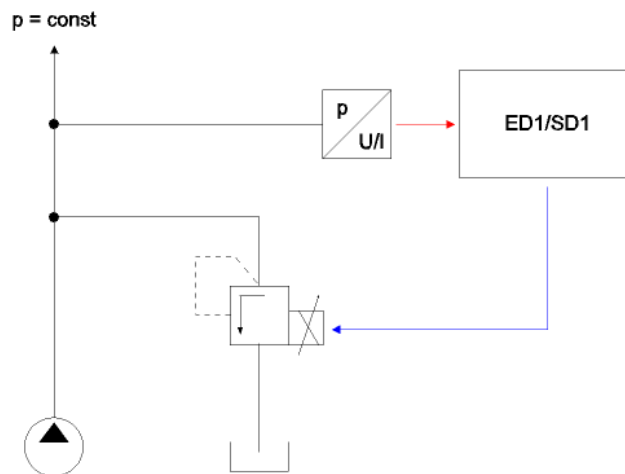 p = const
p
U/I
ED1/SD1